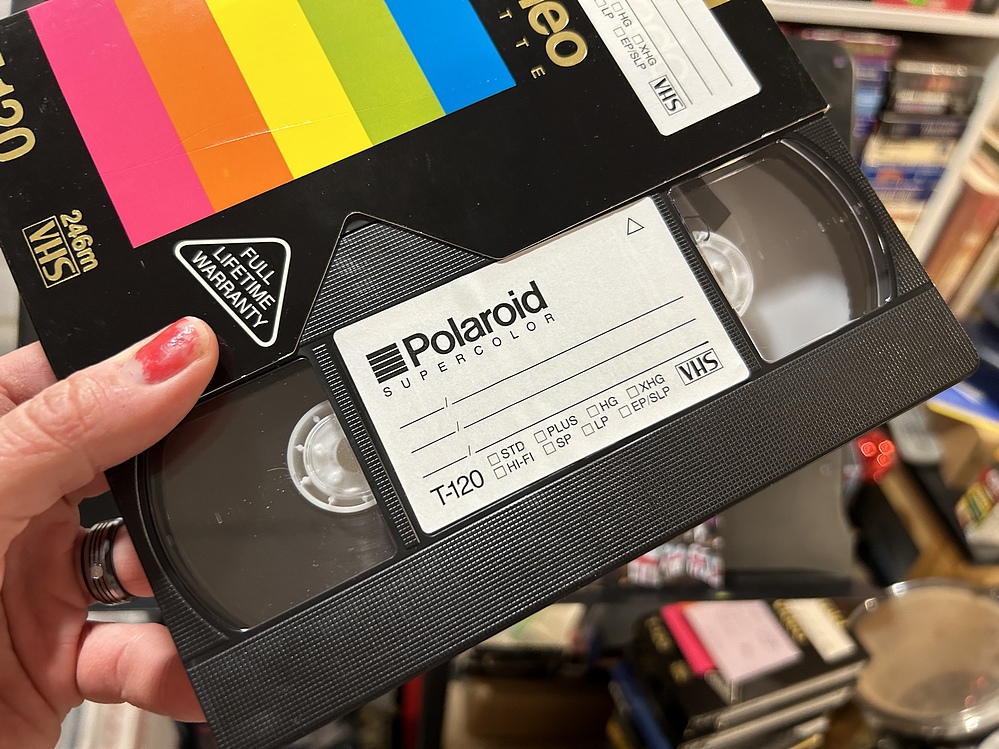 T-120
246m
VHS
FULL
LIFETIME
WARRANTY
HG
XHG
LP
EP/SLP
VHS
Polaroid
SUPERCOLOR
T-120
STD
PLUS
HG
XHG
HI-FI
SP
LP
EP/SLP
VHS